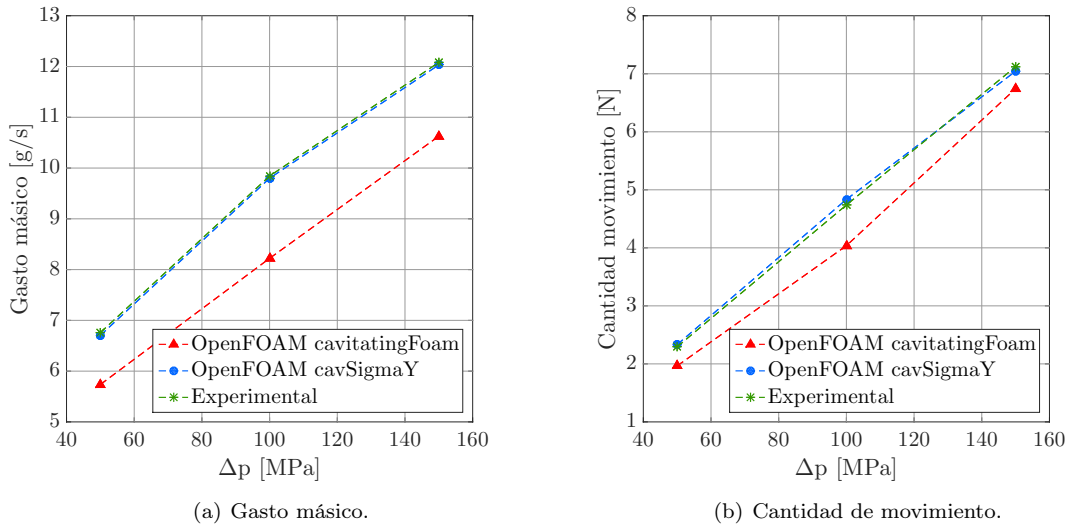 13
12
11
10
9
8
7
6
5
40 60 80 100 120 140 160
Gasto másico [g/s]
Δp [MPa]
OpenFOAM cavitatingFoam
OpenFOAM cavSigmaY
Experimental
(a) Gasto másico.
8
7
6
5
4
3
2
1
40 60 80 100 120 140 160
Cantidad movimiento [N]
Δp [MPa]
OpenFOAM cavitatingFoam
OpenFOAM cavSigmaY
Experimental
(b) Cantidad de movimiento.